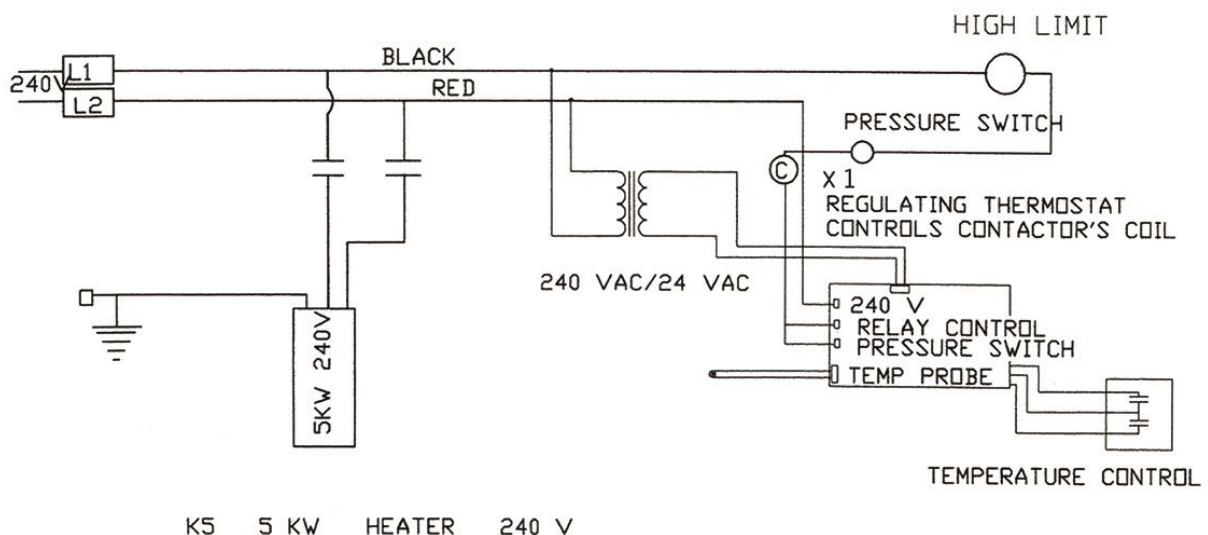 HIGH LIMIT
BLACK
L1
240V
RED
L2
PRESSURE SWITCH
C
X1
REGULATING THERMOSTAT
CONTROLS CONTACTOR'S COIL
240 VAC/24 VAC
240 V
RELAY CONTROL
PRESSURE SWITCH
TEMP PROBE
5KW 240V
TEMPERATURE CONTROL
K5 5 KW HEATER 240 V